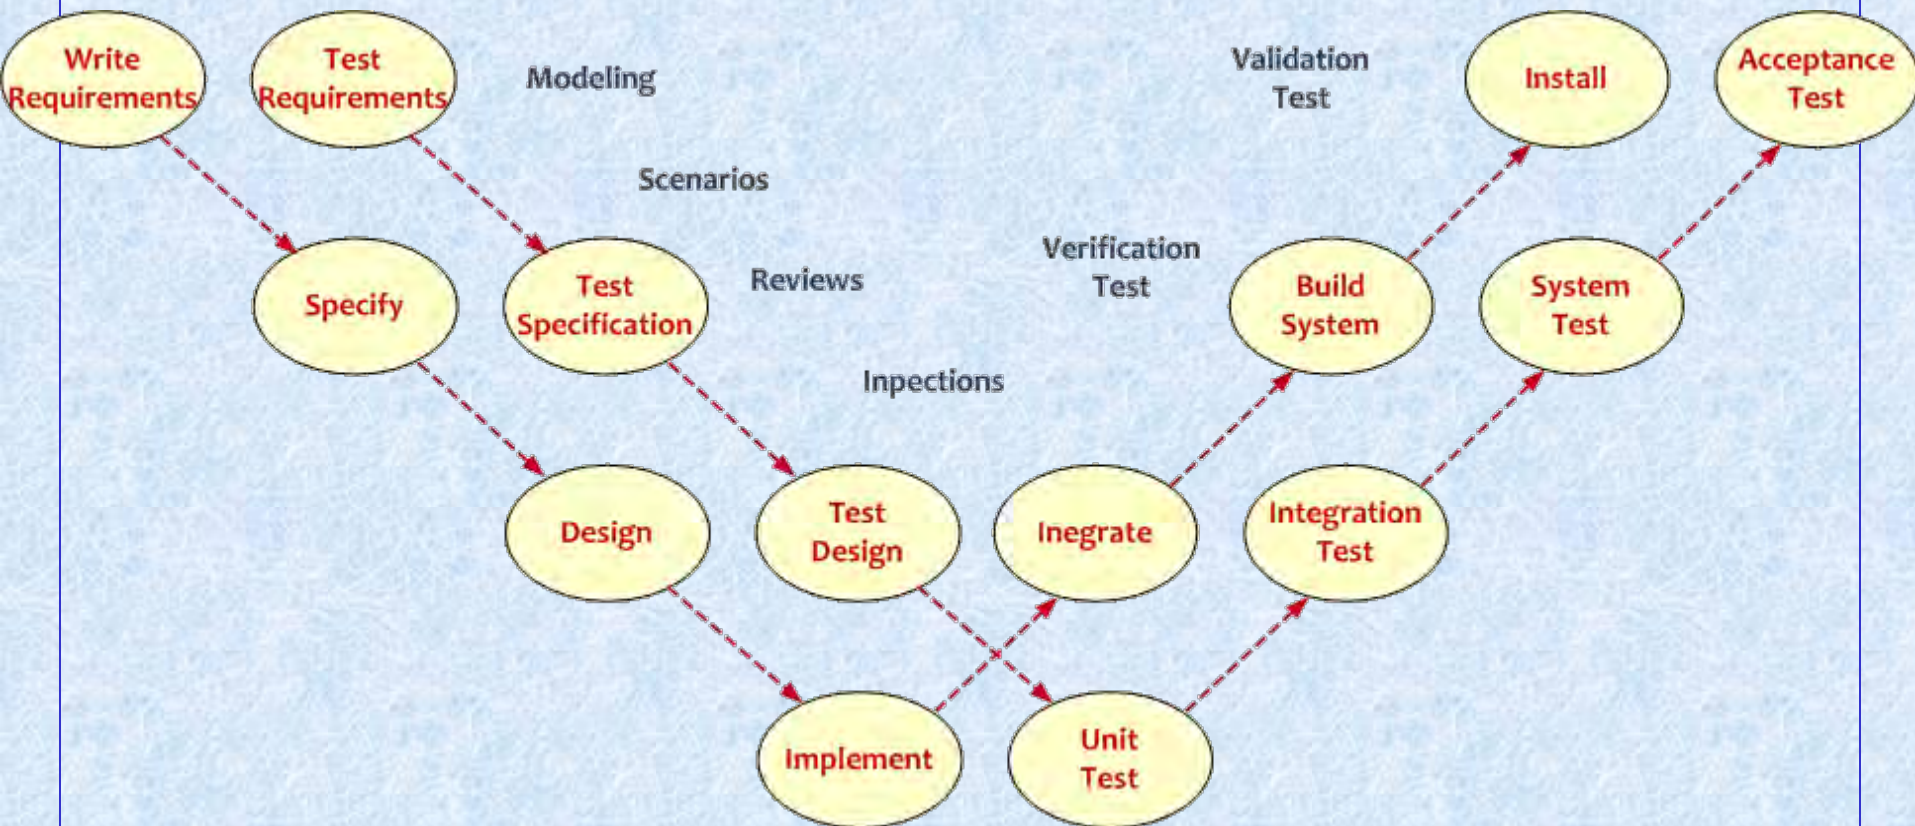 Write
Requirements
Test
Requirements
Modeling
Validation
Test
Install
Acceptance
Test
Scenarios
Specify
Test
Specification
Reviews
Verification
Test
Build
System
System
Test
Inpections
Design
Test
Design
Inegrate
Integration
Test
Implement
Unit
Test